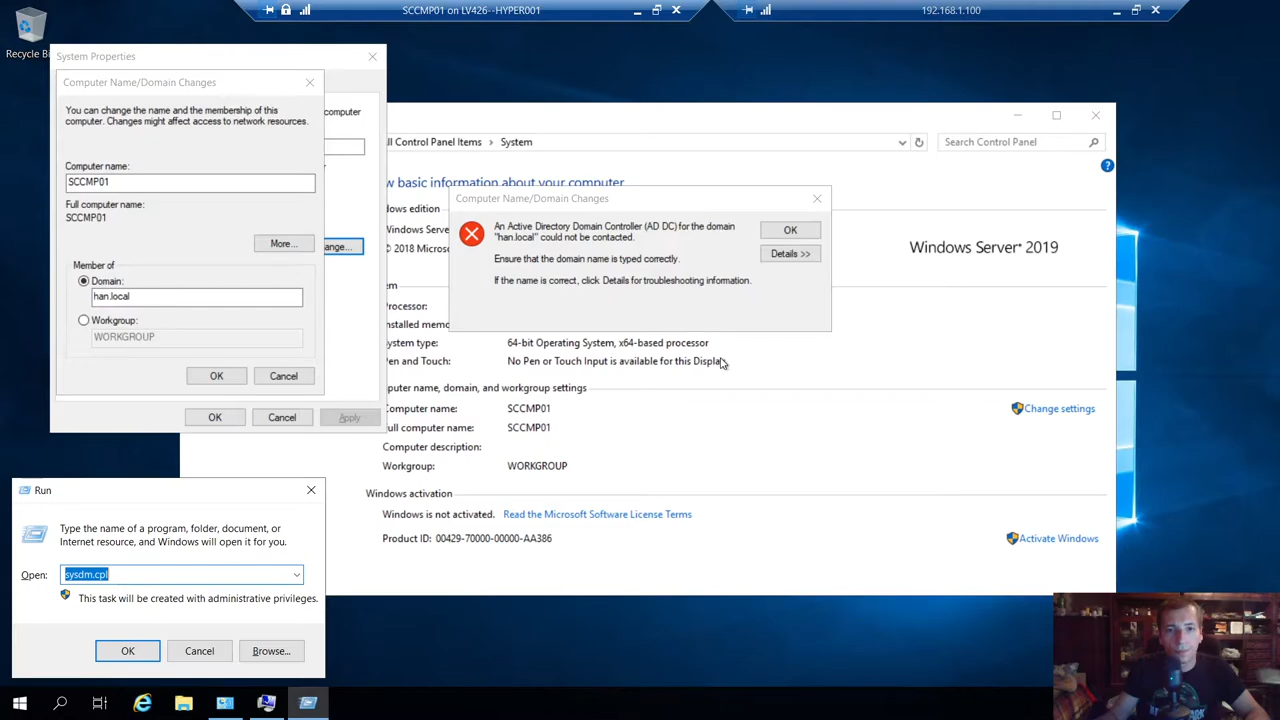 SCCMP01 on LV426--HYPER001
192.168.1.100
Recycle Bi
System Properties
Computer Name/Domain Changes
You can change the name and the membership of this
computer. Changes might affect access to network resources.
computer
Computer name:
SCCMP01
Full computer name:
SCCMP01
More...
ange...
Member of
Domain:
han.local
Workgroup:
WORKGROUP
OK
Cancel
OK
Cancel
Apply
ll Control Panel Items
System
Search Control Panel
w basic information about your computer
dows edition
dows Serve
© 2018 Microso
Windows Server 2019
Computer Name/Domain Changes
An Active Directory Domain Controller (AD DC) for the domain
"han.local" could not be contacted.
Ensure that the domain name is typed correctly.
If the name is correct, click Details for troubleshooting information.
OK
Details >>
em
Processor:
nstalled memo
ystem type:
64-bit Operating System, x64-based processor
Pen and Touch:
No Pen or Touch Input is available for this Display
puter name, domain, and workgroup settings
Computer name:
SCCMP01
Change settings
ull computer name:
SCCMP01
Computer description:
Workgroup:
WORKGROUP
Windows activation
Windows is not activated.
Read the Microsoft Software License Terms
Product ID: 00429-70000-00000-AA386
Activate Windows
Run
Type the name of a program, folder, document, or
Internet resource, and Windows will open it for you.
Open:
sysdm.cpl
This task will be created with administrative privileges.
OK
Cancel
Browse...